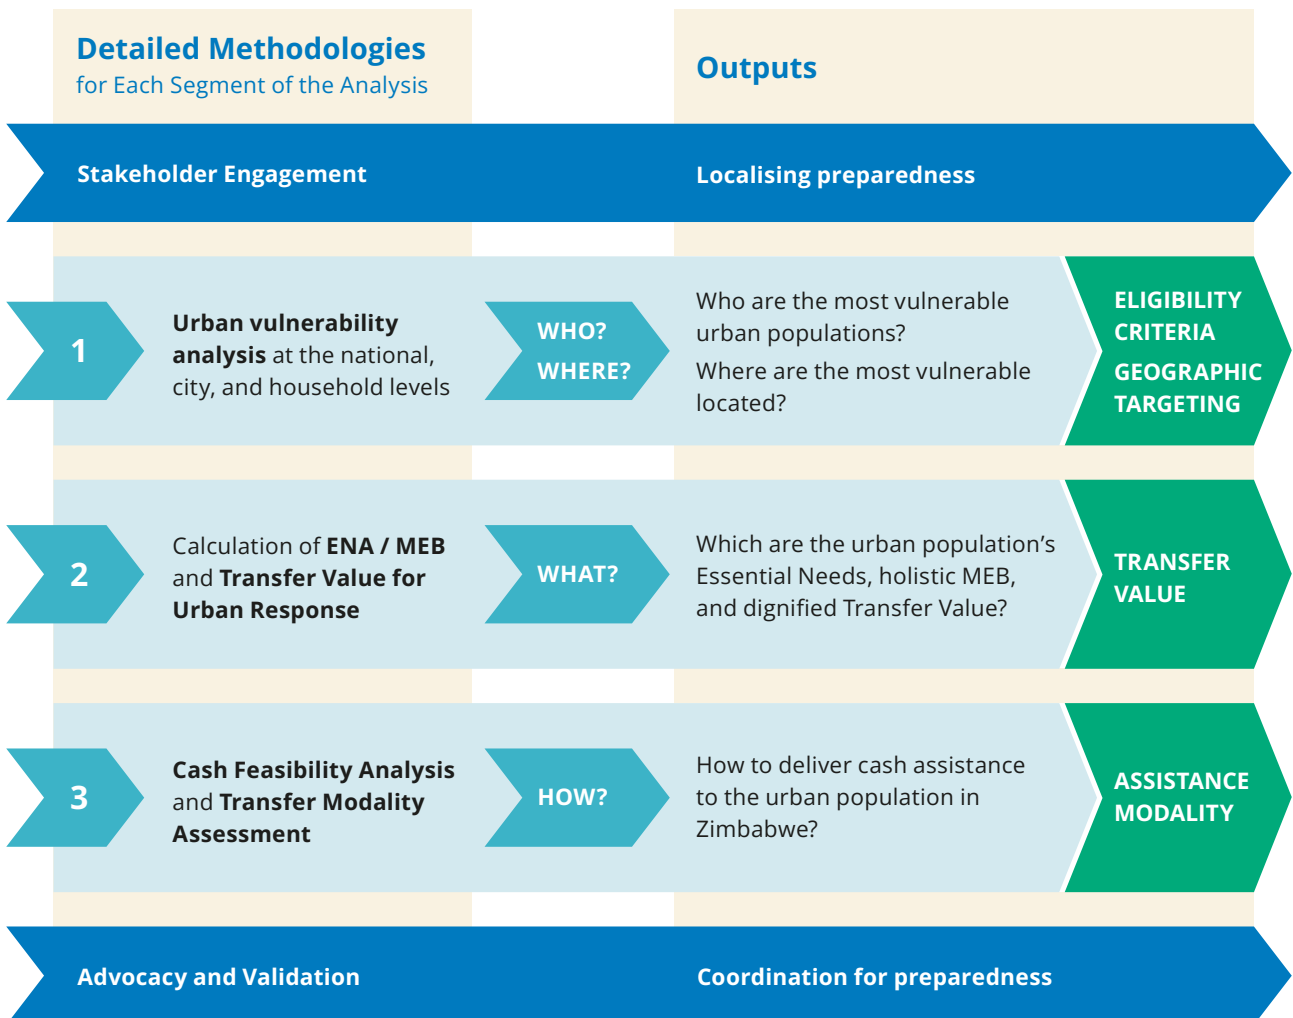 Detailed Methodologies
for Each Segment of the Analysis
Outputs
Stakeholder Engagement
Localising preparedness
1
Urban vulnerability
analysis at the national,
city, and household levels
WHO?
WHERE?
Who are the most vulnerable
urban populations?
Where are the most vulnerable
located?
ELIGIBILITY
CRITERIA
GEOGRAPHIC
TARGETING
2
Calculation of ENA / MEB
and Transfer Value for
Urban Response
WHAT?
Which are the urban population’s
Essential Needs, holistic MEB,
and dignified Transfer Value?
TRANSFER
VALUE
3
Cash Feasibility Analysis
and Transfer Modality
Assessment
HOW?
How to deliver cash assistance
to the urban population in
Zimbabwe?
ASSISTANCE
MODALITY
Advocacy and Validation
Coordination for preparedness